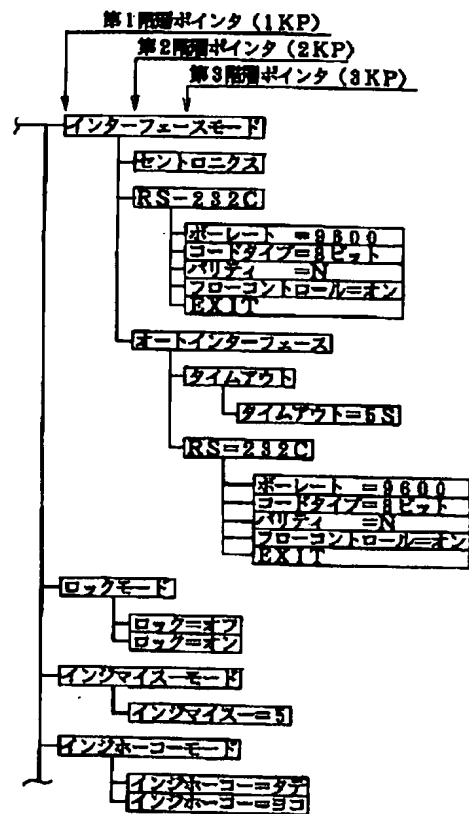 第1階層ポインタ(1KP)
第2階層ポインタ(2KP)
第3階層ポインタ(3KP)
インターフェースモード
セントロニクス
RS-232C
ボーレート =9600
コードタイプ=8ビット
パリティ =N
フローコントロール=オン
EXIT
オートインターフェース
タイムアウト
タイムアウト=5S
RS=232C
ボーレート =9600
コードタイプ=8ビット
パリティ =N
フローコントロール=オン
EXIT
ロックモード
ロック=オフ
ロック=オン
インジマイスーモード
インジマイスー=5
インジホーコーモード
インジホーコー=タテ
インジホーコー=ヨコ